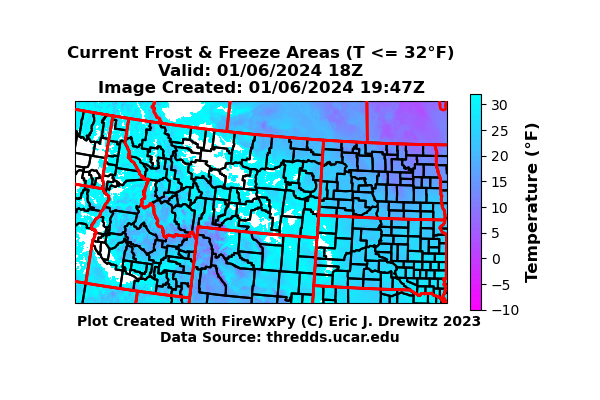 Current Frost & Freeze Areas (T <= 32°F)
Valid: 01/06/2024 18Z
Image Created: 01/06/2024 19:47Z
30
25
20
15
10
5
0
−5
−10
Temperature (°F)
Plot Created With FireWxPy (C) Eric J. Drewitz 2023
Data Source: thredds.ucar.edu